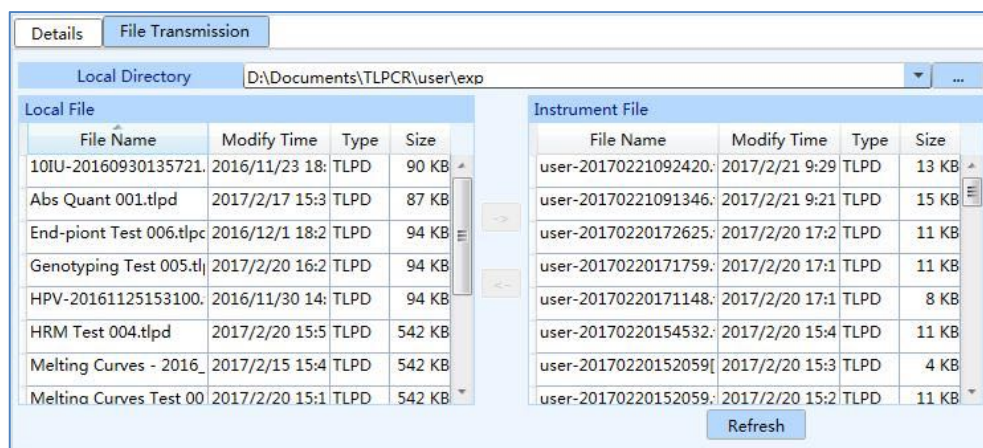 Details File Transmission
Local Directory D:\Documents\TLPCR\user\exp ...
Local File Instrument File
File Name Modify Time Type Size File Name Modify Time Type Size
10IU-20160930135721. 2016/11/23 18: TLPD 90 KB user-20170221092420. 2017/2/21 9:29 TLPD 13 KB
Abs Quant 001.tlpd 2017/2/17 15:3 TLPD 87 KB user-20170221091346. 2017/2/21 9:21 TLPD 15 KB
-> 
End-piont Test 006.tlpd 2016/12/1 18:2 TLPD 94 KB user-20170220172625. 2017/2/20 17:2 TLPD 11 KB
Genotyping Test 005.tl 2017/2/20 16:2 TLPD 94 KB user-20170220171759. 2017/2/20 17:1 TLPD 11 KB
<-
HPV-20161125153100. 2016/11/30 14: TLPD 94 KB user-20170220171148. 2017/2/20 17:1 TLPD 8 KB
HRM Test 004.tlpd 2017/2/20 15:5 TLPD 542 KB user-20170220154532. 2017/2/20 15:4 TLPD 11 KB
Melting Curves - 2016_ 2017/2/15 15:4 TLPD 542 KB user-20170220152059[ 2017/2/20 15:3 TLPD 4 KB
Melting Curves Test 00 2017/2/20 15:1 TLPD 542 KB user-20170220152059. 2017/2/20 15:2 TLPD 11 KB
Refresh